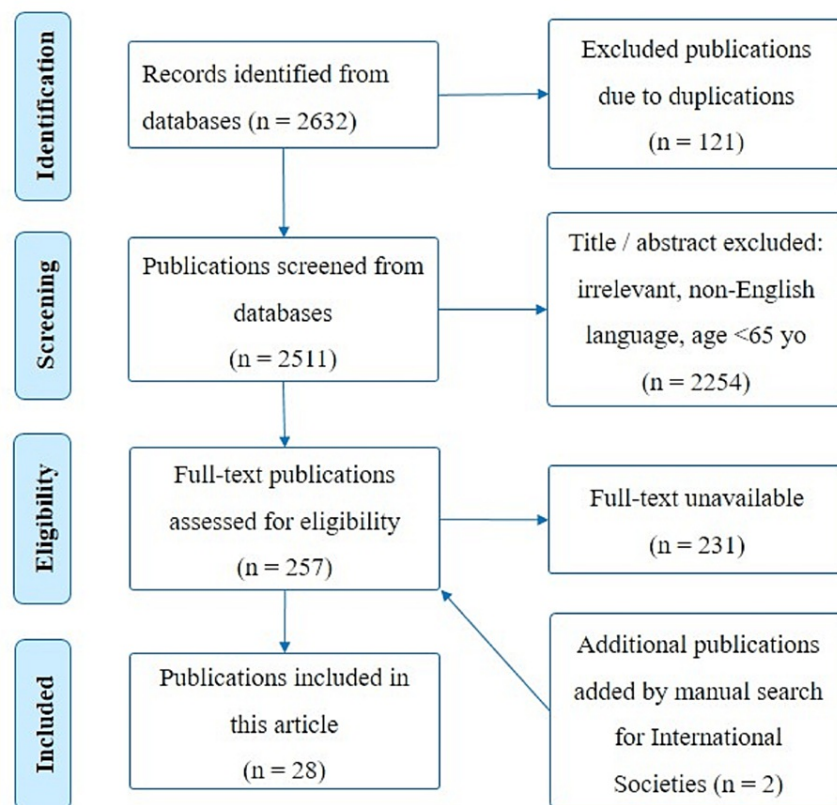 Identification
Records identified from
databases (n = 2632)
Excluded publications
due to duplications
(n = 121)
Screening
Publications screened from
databases
(n = 2511)
Title / abstract excluded:
irrelevant, non-English
language, age <65 yo
(n = 2254)
Eligibility
Full-text publications
assessed for eligibility
(n = 257)
Full-text unavailable
(n = 231)
Included
Publications included in
this article
(n = 28)
Additional publications
added by manual search
for International
Societies (n = 2)